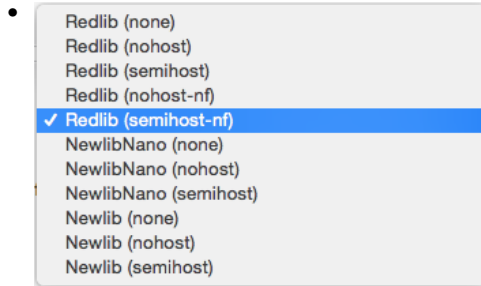 Redlib (none)
Redlib (nohost)
Redlib (semihost)
Redlib (nohost-nf)
✓ Redlib (semihost-nf)
NewlibNano (none)
NewlibNano (nohost)
NewlibNano (semihost)
Newlib (none)
Newlib (nohost)
Newlib (semihost)